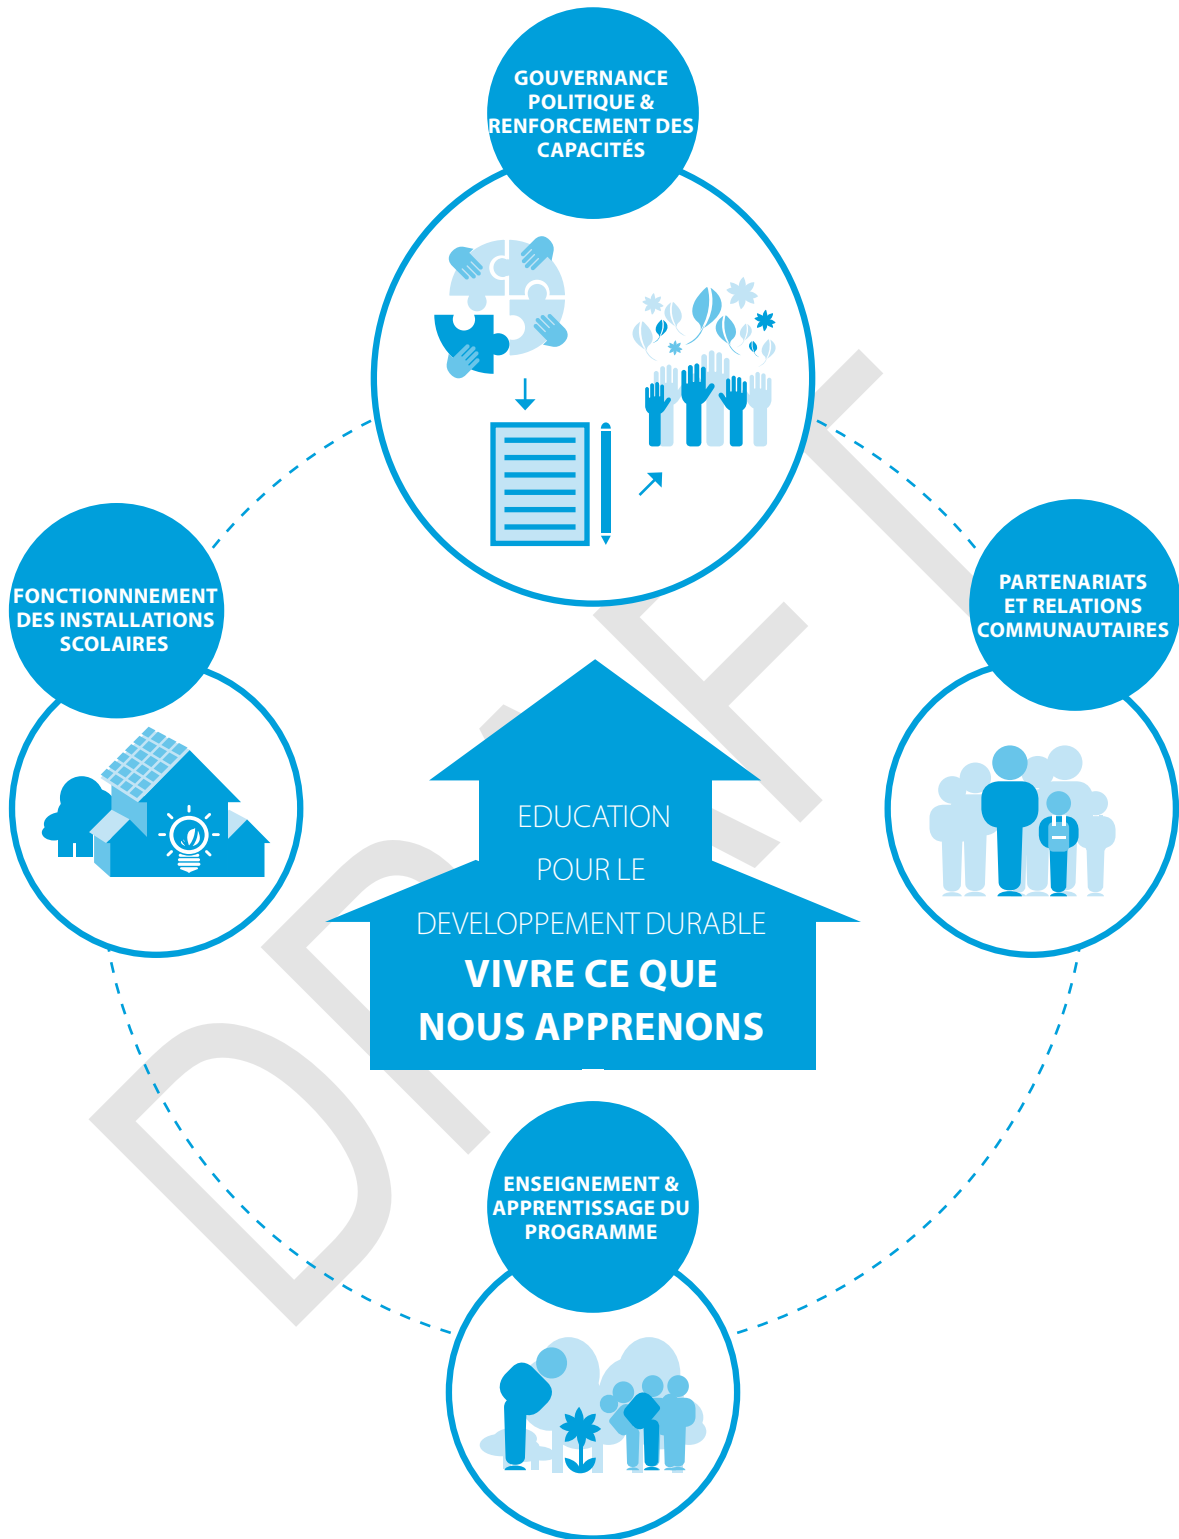 GOUVERNANCE
POLITIQUE &
RENFORCEMENT DES
CAPACITÉS
FONCTIONNNEMENT
DES INSTALLATIONS
SCOLAIRES
PARTENARIATS
ET RELATIONS
COMMUNAUTAIRES
EDUCATION
POUR LE
DEVELOPPEMENT DURABLE
VIVRE CE QUE
NOUS APPRENONS
ENSEIGNEMENT &
APPRENTISSAGE DU
PROGRAMME
DRAFT